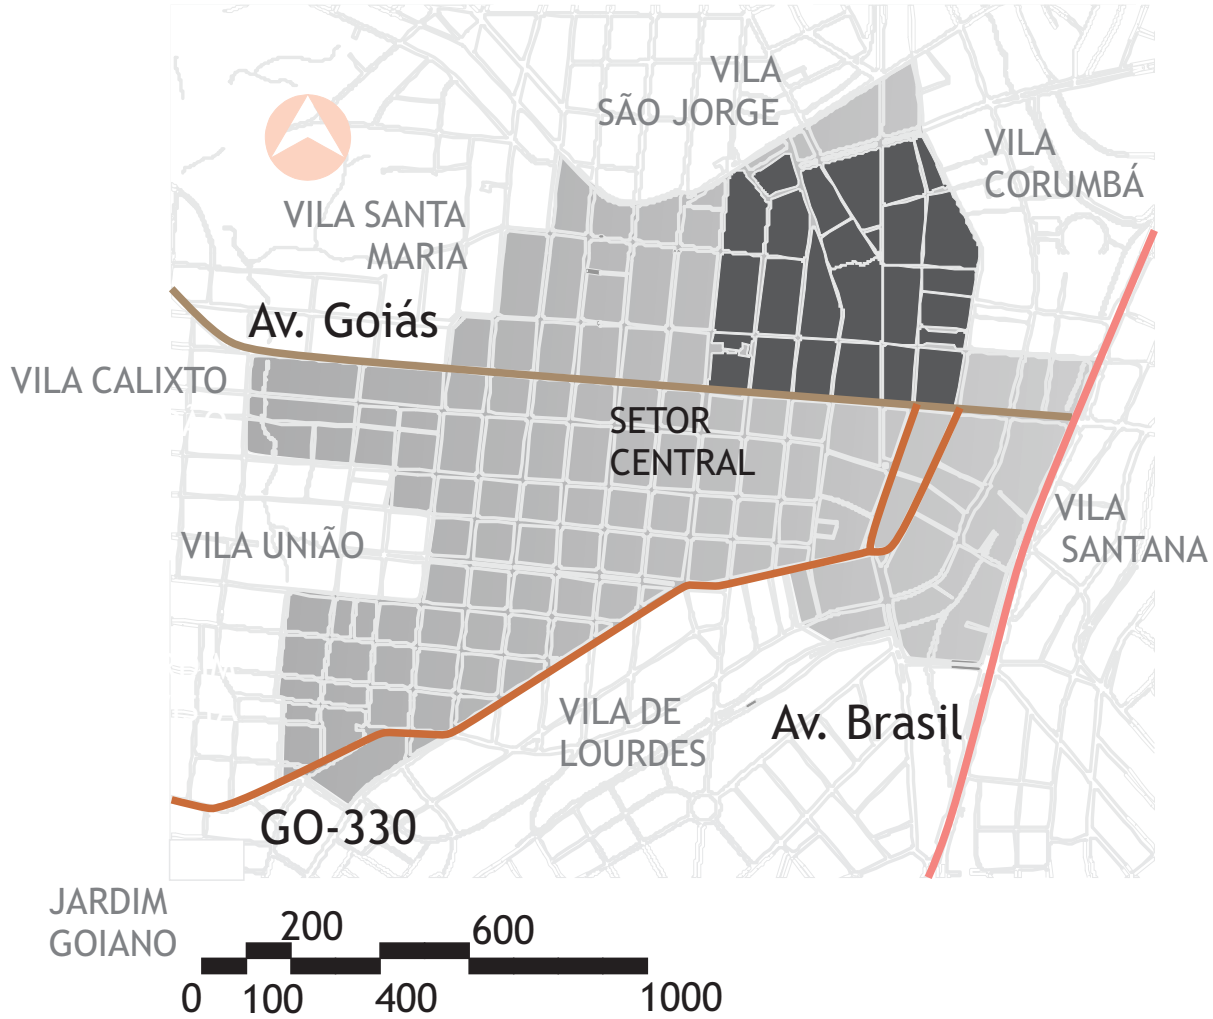 VILA
SÃO JORGE
VILA
CORUMBÁ
VILA SANTA
MARIA
Av. Goiás
VILA CALIXTO
SETOR
CENTRAL
VILA
SANTANA
VILA UNIÃO
VILA DE
LOURDES
Av. Brasil
GO-330
JARDIM
GOIANO
200
600
0
100
400
1000